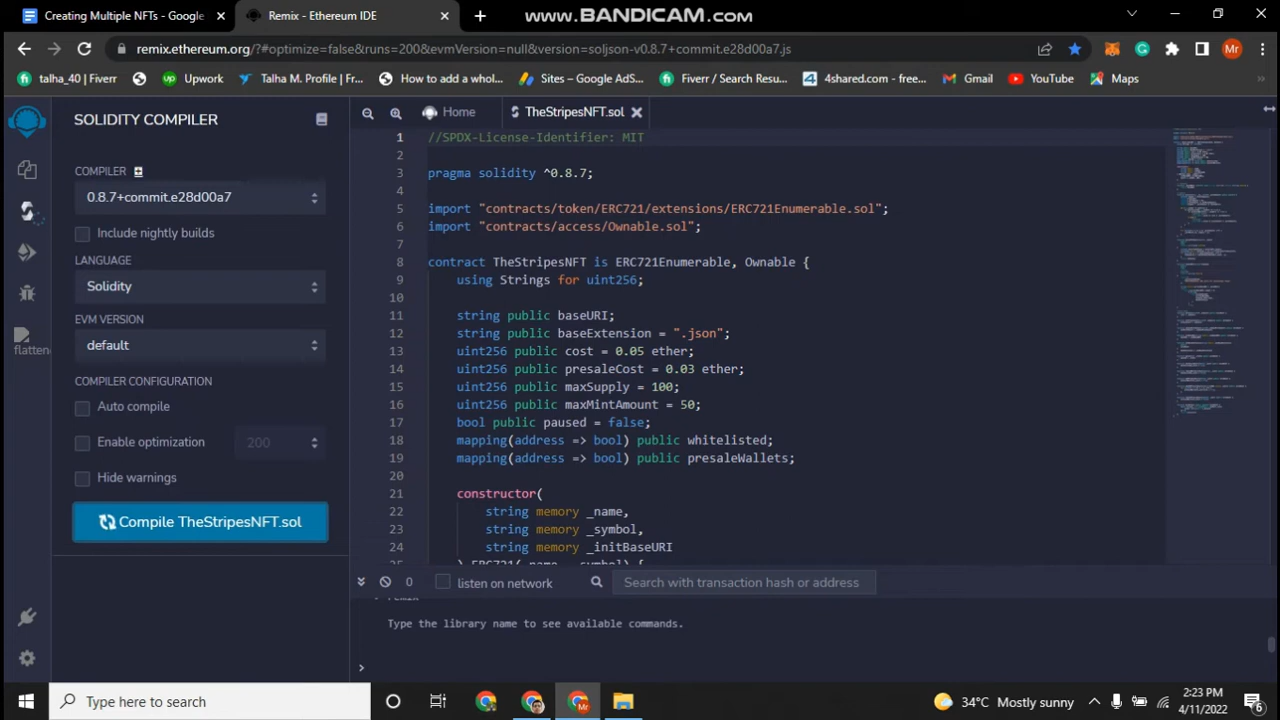 Creating Multiple NFTs - Google
Remix - Ethereum IDE
www.BANDICAM.com
remix.ethereum.org/?#optimize=false&runs=200&evmVersion=null&version=soljson-v0.8.7+commit.e28d00a7.js
Mr
talha_40 | Fiverr
Upwork
Talha M. Profile | Fr...
How to add a whole...
Sites – Google AdS...
Fiverr / Search Resu...
4shared.com - free...
Gmail
YouTube
Maps
SOLIDITY COMPILER
COMPILER
0.8.7+commit.e28d00a7
Include nightly builds
LANGUAGE
Solidity
EVM VERSION
default
COMPILER CONFIGURATION
Auto compile
Enable optimization
200
Hide warnings
Compile TheStripesNFT.sol
flatten
Home
TheStripesNFT.sol
1 //SPDX-License-Identifier: MIT
2
3 pragma solidity ^0.8.7;
4
5 import "contracts/token/ERC721/extensions/ERC721Enumerable.sol";
6 import "contracts/access/Ownable.sol";
7
8 contract TheStripesNFT is ERC721Enumerable, Ownable {
9 using Strings for uint256;
10
11 string public baseURI;
12 string public baseExtension = ".json";
13 uint256 public cost = 0.05 ether;
14 uint256 public presaleCost = 0.03 ether;
15 uint256 public maxSupply = 100;
16 uint256 public maxMintAmount = 50;
17 bool public paused = false;
18 mapping(address => bool) public whitelisted;
19 mapping(address => bool) public presaleWallets;
20
21 constructor(
22 string memory _name,
23 string memory _symbol,
24 string memory _initBaseURI
25 ) ERC721(_name, _symbol) {
0
listen on network
Search with transaction hash or address
remix
Type the library name to see available commands.
>
Type here to search
34°C Mostly sunny
2:23 PM
4/11/2022
6